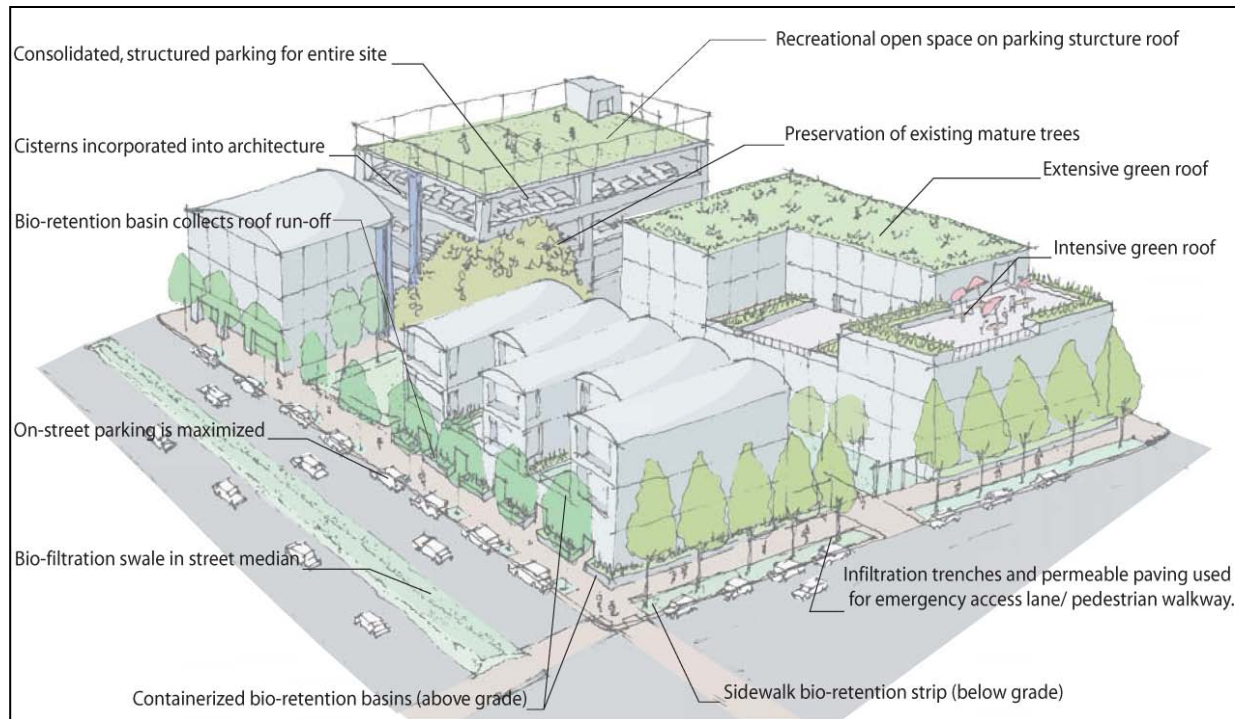 Consolidated, structured parking for entire site
Recreational open space on parking sturcture roof
Cisterns incorporated into architecture
Preservation of existing mature trees
Extensive green roof
Bio-retention basin collects roof run-off
Intensive green roof
On-street parking is maximized
Bio-filtration swale in street median
Infiltration trenches and permeable paving used
for emergency access lane/ pedestrian walkway.
Containerized bio-retention basins (above grade)
Sidewalk bio-retention strip (below grade)